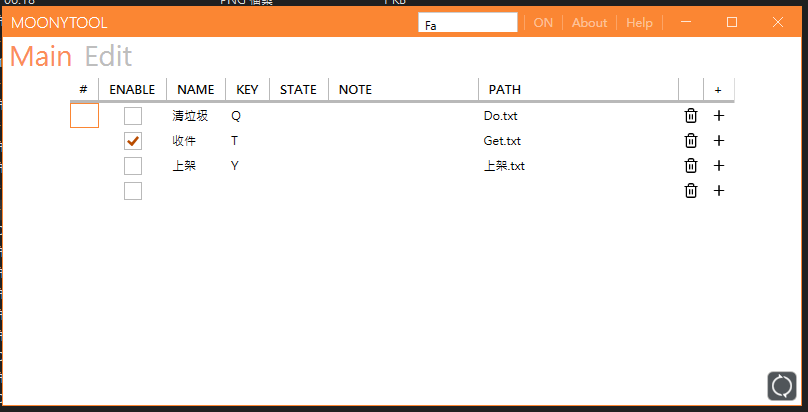 MOONYTOOL Fa ON About Help
Main Edit
# ENABLE NAME KEY STATE NOTE PATH +
清垃圾 Q Do.txt
收件 T Get.txt
上架 Y 上架.txt